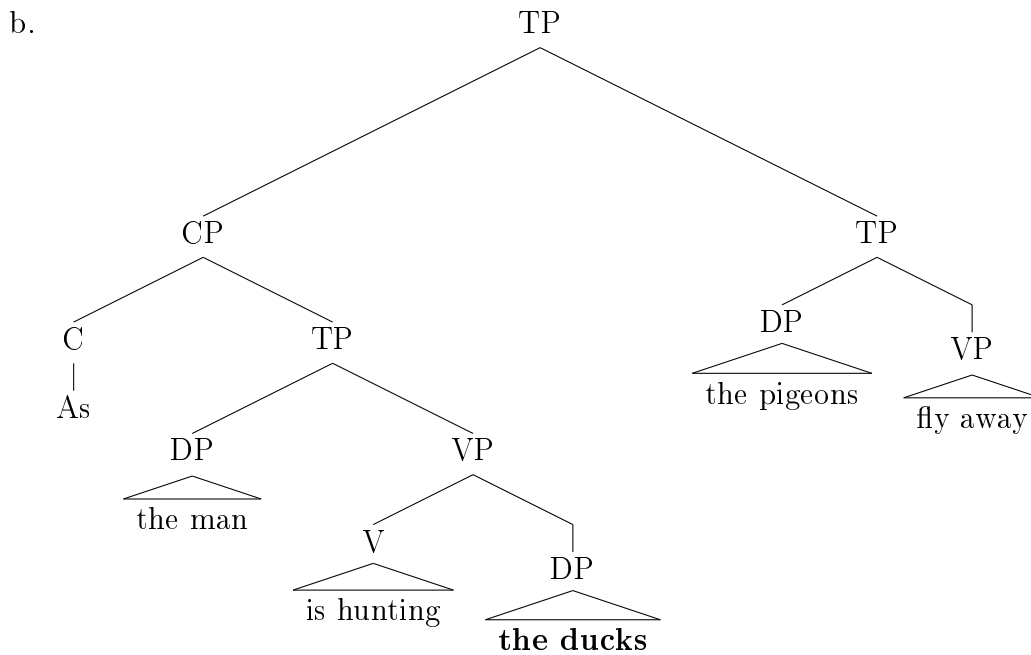 b.
TP
CP TP
C TP DP VP
As the pigeons fly away
DP VP
the man
V DP
is hunting
the ducks